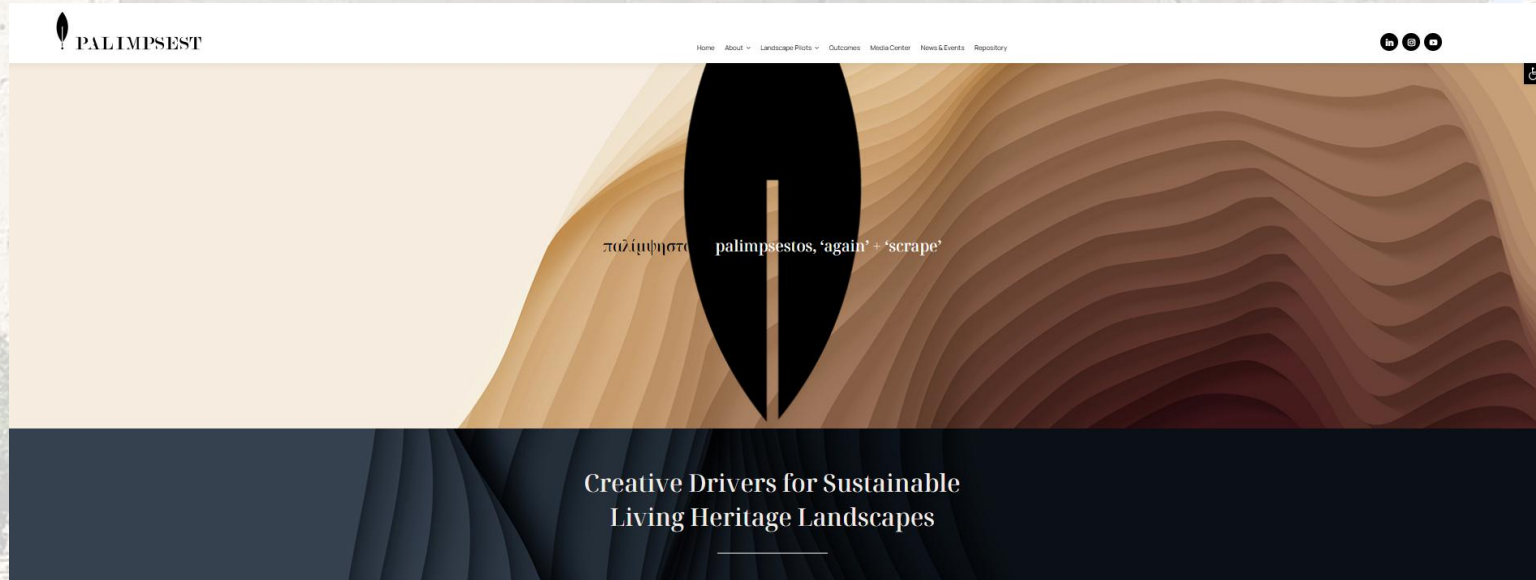 PALIMPSEST
Home About Landscape Pilots Outcomes Media Center News & Events Repository
palimpsestos, ‘again’ + ‘scrape’
Creative Drivers for Sustainable
Living Heritage Landscapes